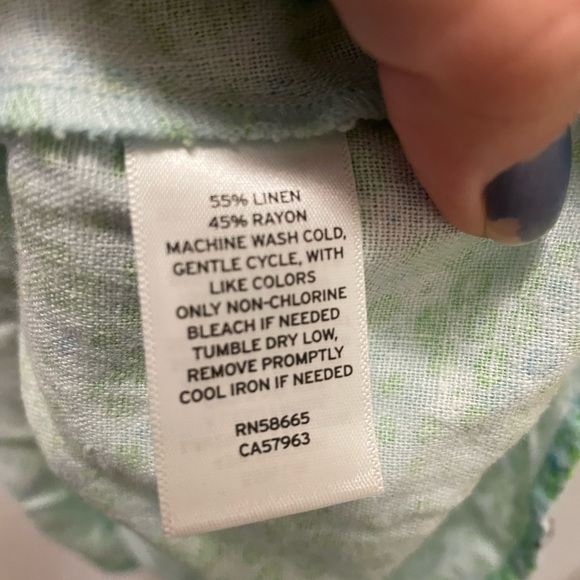 55% LINEN
45% RAYON
MACHINE WASH COLD,
GENTLE CYCLE, WITH
LIKE COLORS
ONLY NON-CHLORINE
BLEACH IF NEEDED
TUMBLE DRY LOW,
REMOVE PROMPTLY
COOL IRON IF NEEDED
RN58665
CA57963